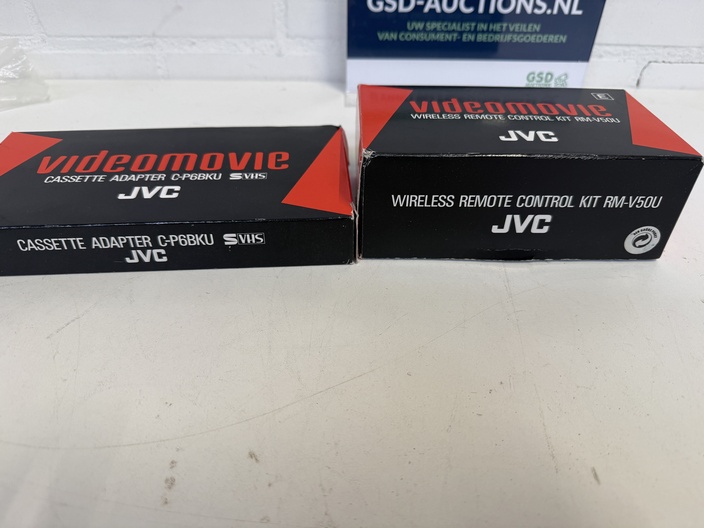 GSD-AUCTIONS.NL
UW SPECIALIST IN HET VEILEN
VAN CONSUMENT- EN BEDRIJFSGOEDEREN
GSD
videomovie
CASSETTE ADAPTER C-P6BKU SVHS
JVC
CASSETTE ADAPTER C-P6BKU SVHS
JVC
E
videomovie
WIRELESS REMOTE CONTROL KIT RM-V50U
JVC
WIRELESS REMOTE CONTROL KIT RM-V50U
JVC